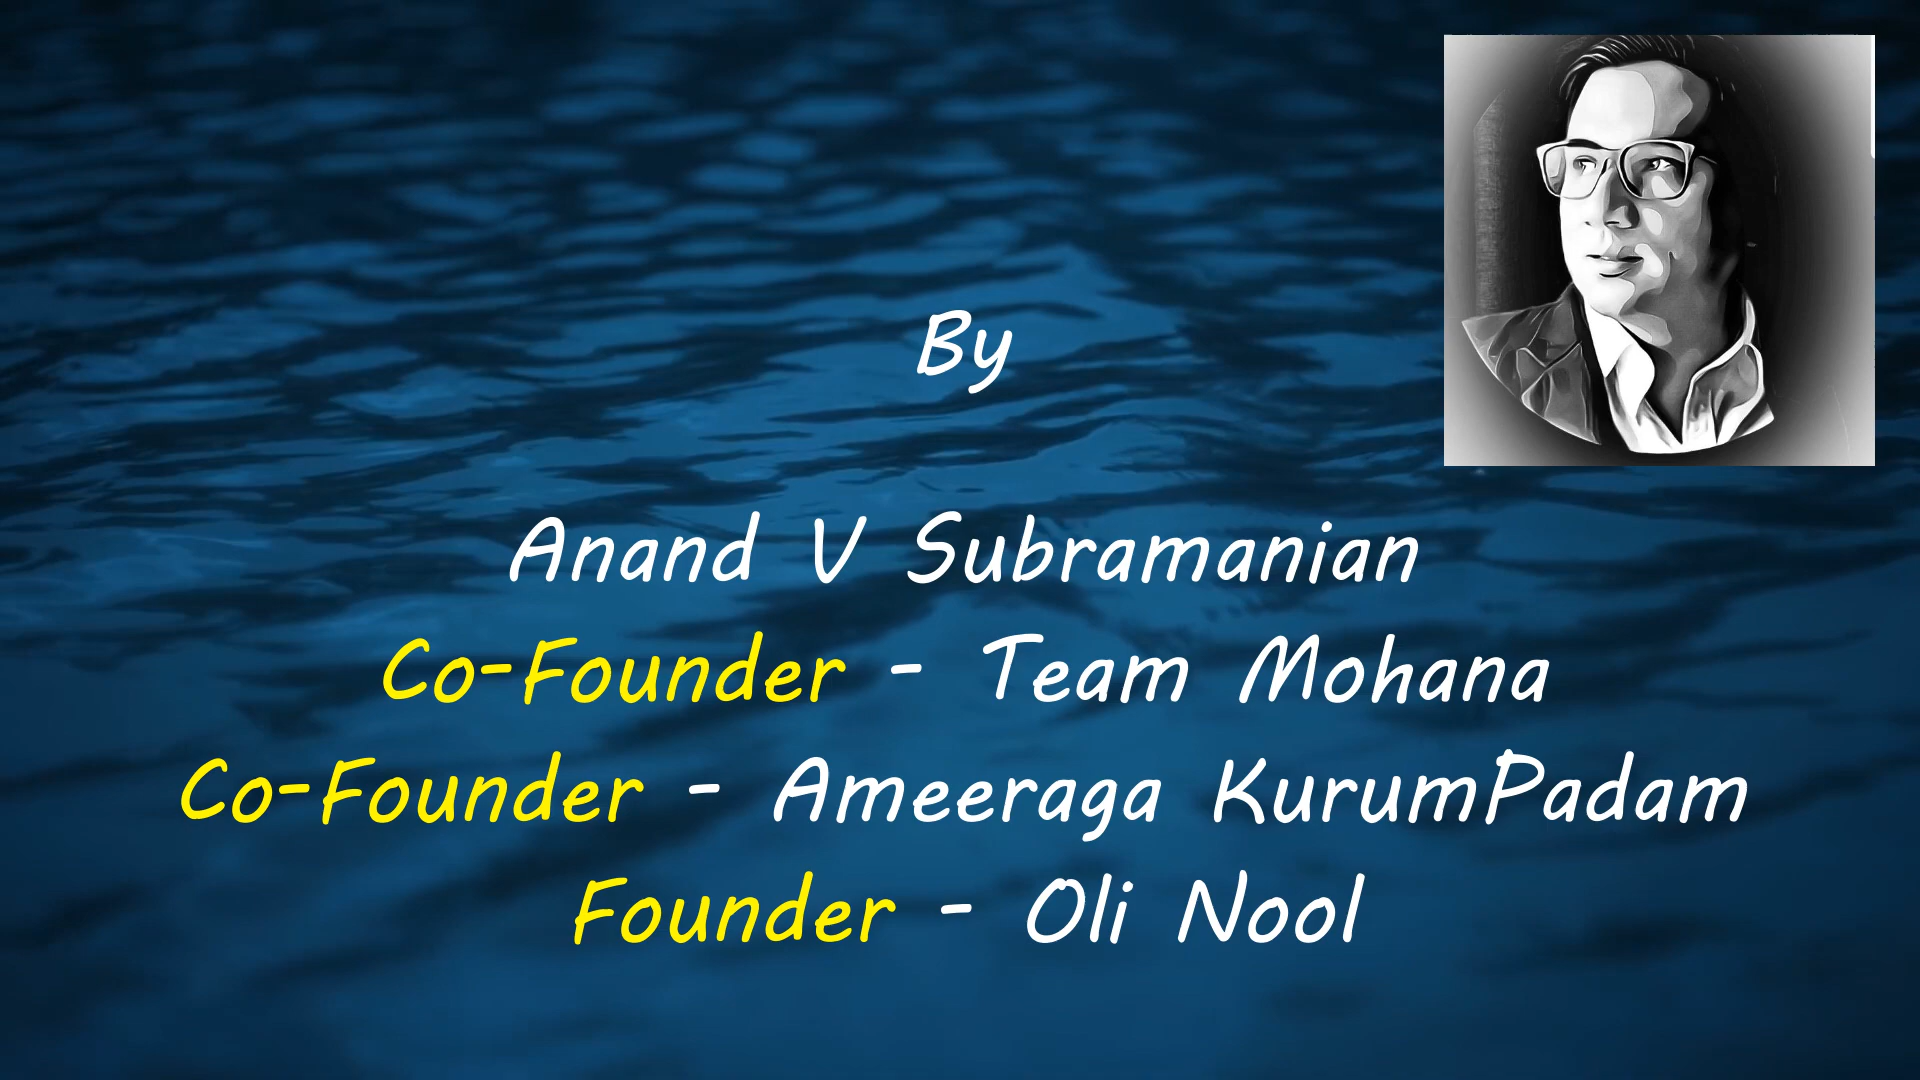 By
Anand V Subramanian
Co-Founder - Team Mohana
Co-Founder - Ameeraga KurumPadam
Founder - Oli Nool